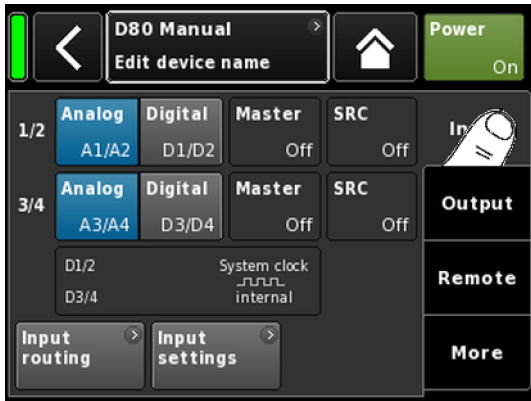 D80 Manual
Edit device name
Power
On
1/2
Analog
A1/A2
Digital
D1/D2
Master
Off
SRC
Off
3/4
Analog
A3/A4
Digital
D3/D4
Master
Off
SRC
Off
Output
D1/2
D3/4
System clock
internal
Remote
Input
routing
Input
settings
More